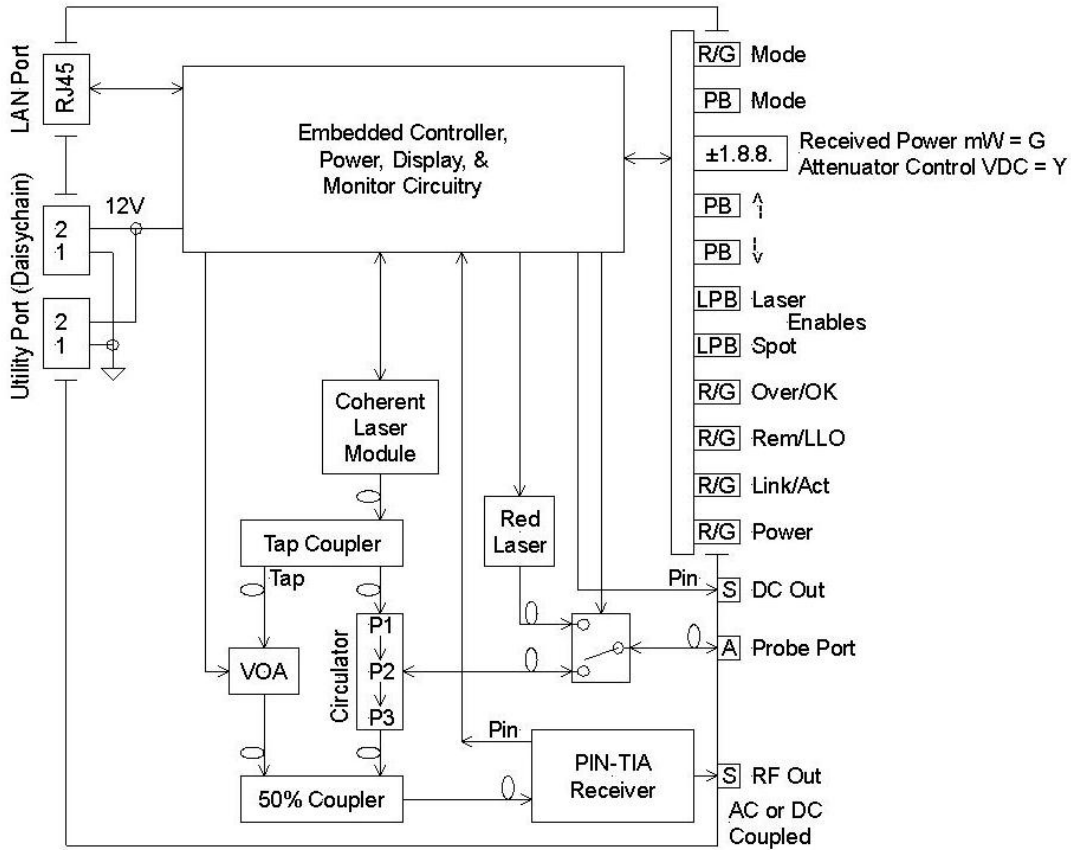 LAN Port
RJ45
Utility Port (Daisychain)
12V
2
1
2
1
Embedded Controller,
Power, Display, &
Monitor Circuitry
R/G Mode
PB Mode
±1.8.8.
Received Power mW = G
Attenuator Control VDC = Y
PB
PB
LPB Laser
Enables
LPB Spot
R/G Over/OK
R/G Rem/LLO
R/G Link/Act
R/G Power
Coherent
Laser
Module
Red
Laser
Tap Coupler
Tap
Pin
S DC Out
Circulator
P1
P2
P3
VOA
A Probe Port
Pin
PIN-TIA
Receiver
S RF Out
50% Coupler
AC or DC
Coupled